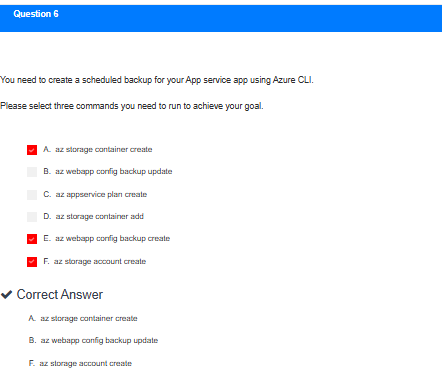 Question 6
You need to create a scheduled backup for your App service app using Azure CLI.
Please select three commands you need to run to achieve your goal.
A. az storage container create
B. az webapp config backup update
C. az appservice plan create
D. az storage container add
E. az webapp config backup create
F. az storage account create
Correct Answer
A. az storage container create
B. az webapp config backup update
F. az storage account create